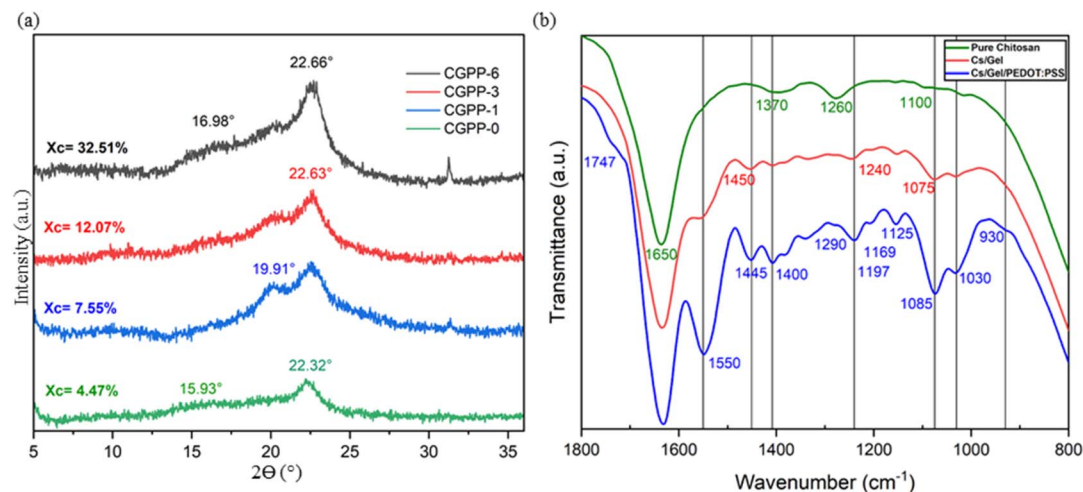 (a)
22.66°
16.98°
CGPP-6
CGPP-3
CGPP-1
CGPP-0
Xc= 32.51%
22.63°
Xc= 12.07%
19.91°
Xc= 7.55%
22.32°
15.93°
Xc= 4.47%
Intensity (a.u.)
5 10 15 20 25 30 35
2Θ (°)
(b)
Pure Chitosan
Cs/Gel
Cs/Gel/PEDOT:PSS
1370 1260 1100
1747
1650
1450 1240 1075
1445 1400 1290 1169 1197 1125 930
1550 1085 1030
Transmittance (a.u.)
1800 1600 1400 1200 1000 800
Wavenumber (cm⁻¹)